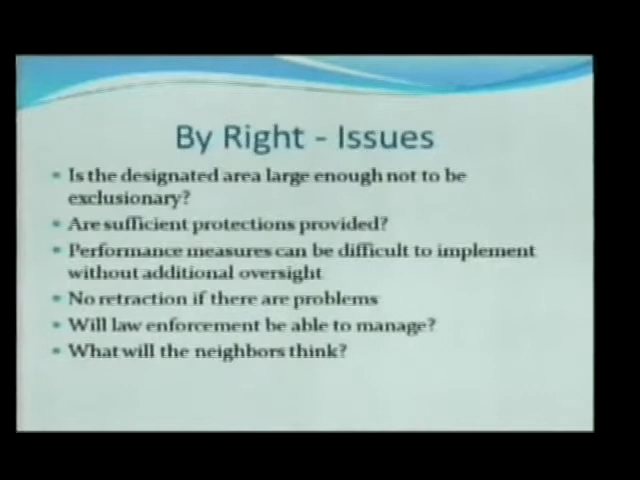 By Right - Issues
• Is the designated area large enough not to be
exclusionary?
• Are sufficient protections provided?
• Performance measures can be difficult to implement
without additional oversight
• No retraction if there are problems
• Will law enforcement be able to manage?
• What will the neighbors think?